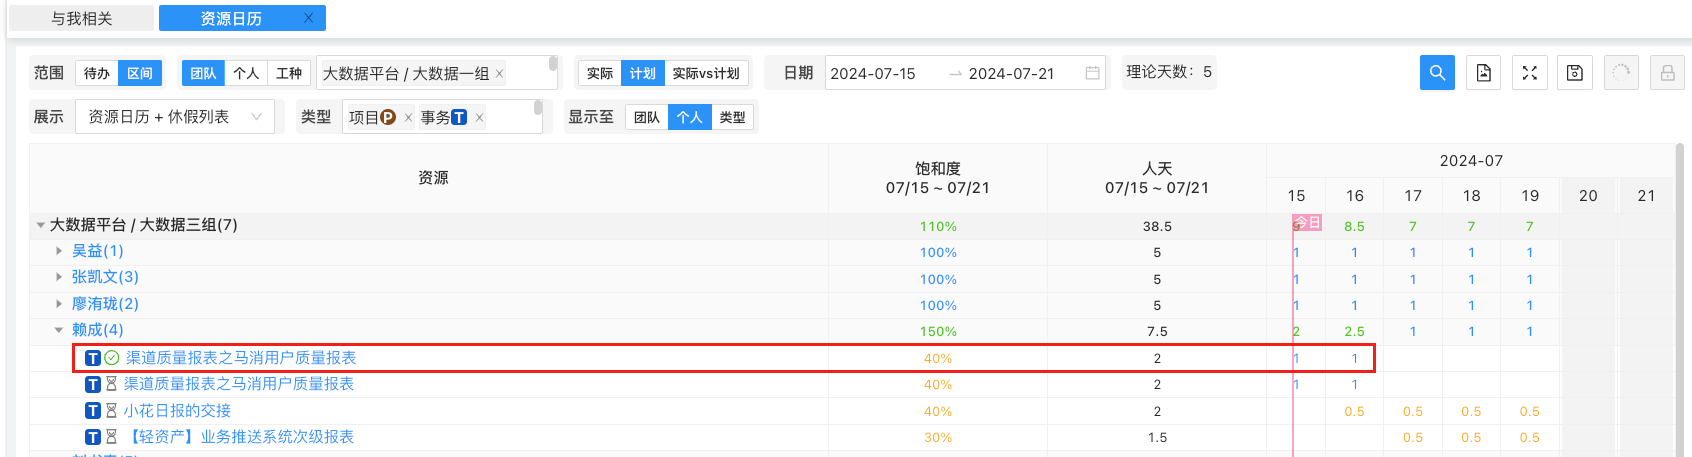 与我相关 资源日历 ×
范围 待办 区间 团队 个人 工种 大数据平台 / 大数据一组 × 实际 计划 实际vs计划 日期 2024-07-15 → 2024-07-21 理论天数：5
展示 资源日历 + 休假列表 类型 项目P × 事务T × 显示至 团队 个人 类型
资源 饱和度 07/15 ~ 07/21 人天 07/15 ~ 07/21 2024-07
15 16 17 18 19 20 21
今日
大数据平台 / 大数据三组(7) 110% 38.5 8.5 7 7 7
吴益(1) 100% 5 1 1 1 1 1
张凯文(3) 100% 5 1 1 1 1 1
廖洧珑(2) 100% 5 1 1 1 1 1
赖成(4) 150% 7.5 2 2.5 1 1 1
T 渠道质量报表之马消用户质量报表 40% 2 1 1
T 渠道质量报表之马消用户质量报表 40% 2 1 1
T 小花日报的交接 40% 2 0.5 0.5 0.5 0.5
T 【轻资产】业务推送系统次级报表 30% 1.5 0.5 0.5 0.5